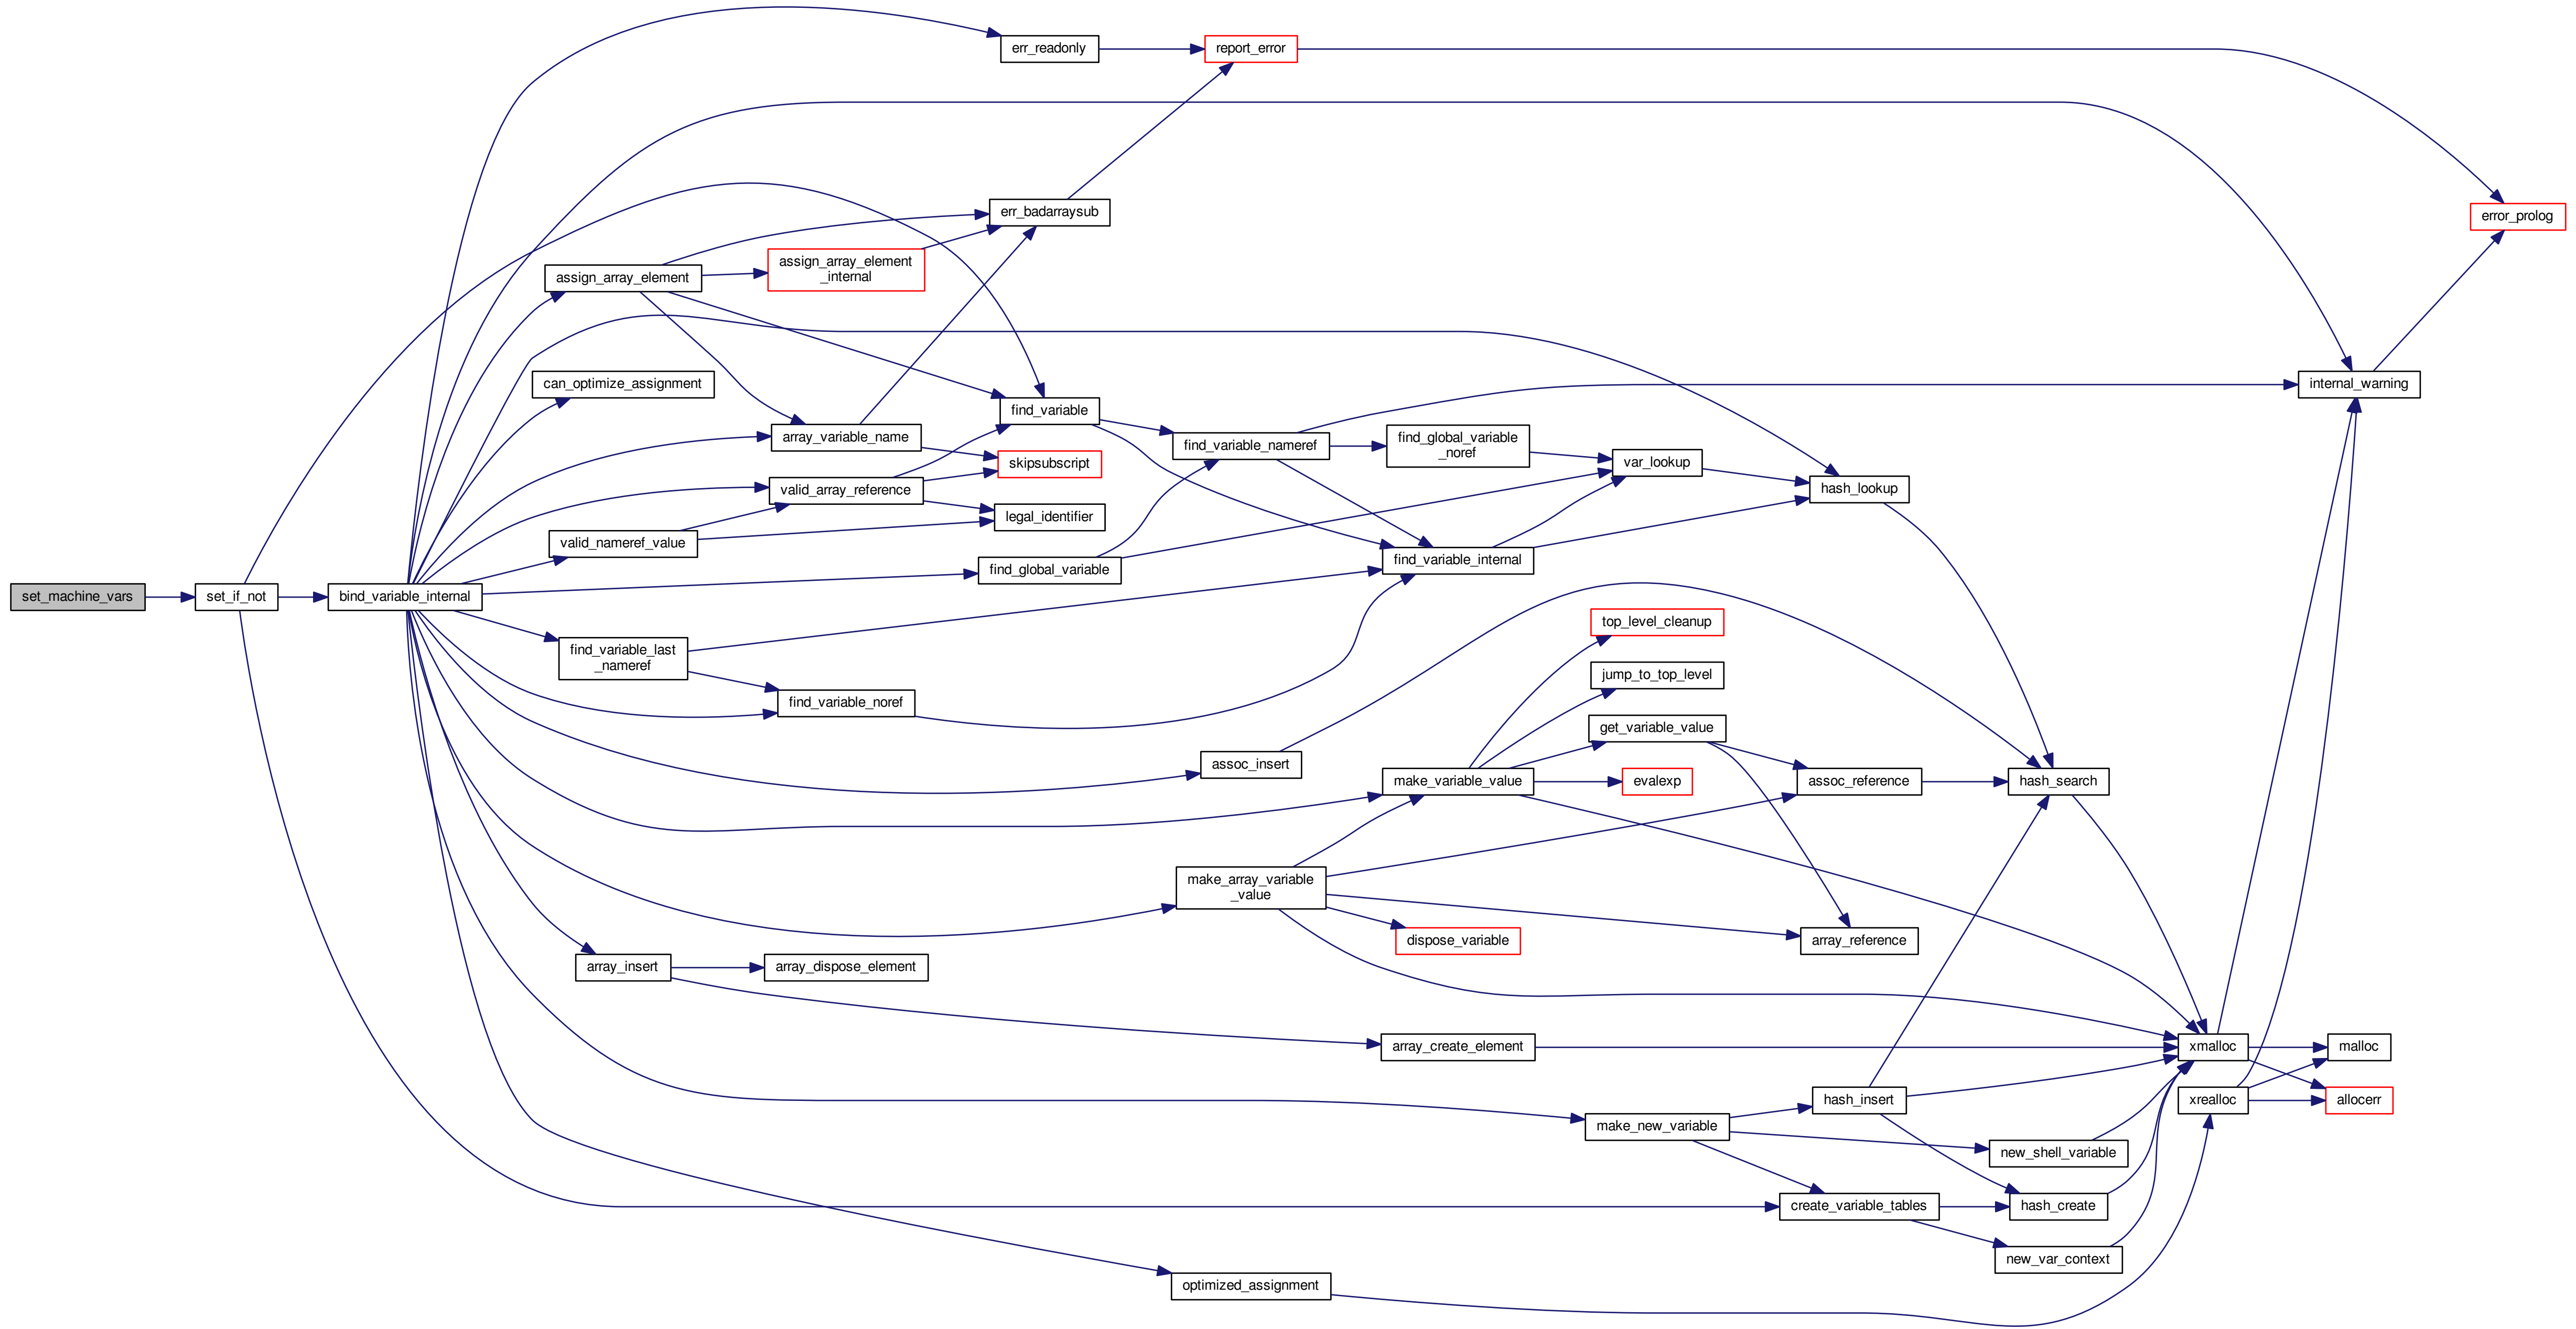 err_readonly
report_error
err_badarraysub
error_prolog
assign_array_element
assign_array_element
_internal
can_optimize_assignment
internal_warning
find_variable
array_variable_name
find_variable_nameref
find_global_variable
_noref
skipsubscript
var_lookup
valid_array_reference
hash_lookup
legal_identifier
valid_nameref_value
find_global_variable
find_variable_internal
set_machine_vars
set_if_not
bind_variable_internal
top_level_cleanup
find_variable_last
_nameref
jump_to_top_level
find_variable_noref
get_variable_value
assoc_insert
make_variable_value
evalexp
assoc_reference
hash_search
make_array_variable
_value
dispose_variable
array_reference
array_insert
array_dispose_element
array_create_element
xmalloc
malloc
hash_insert
xrealloc
allocerr
make_new_variable
new_shell_variable
create_variable_tables
hash_create
new_var_context
optimized_assignment